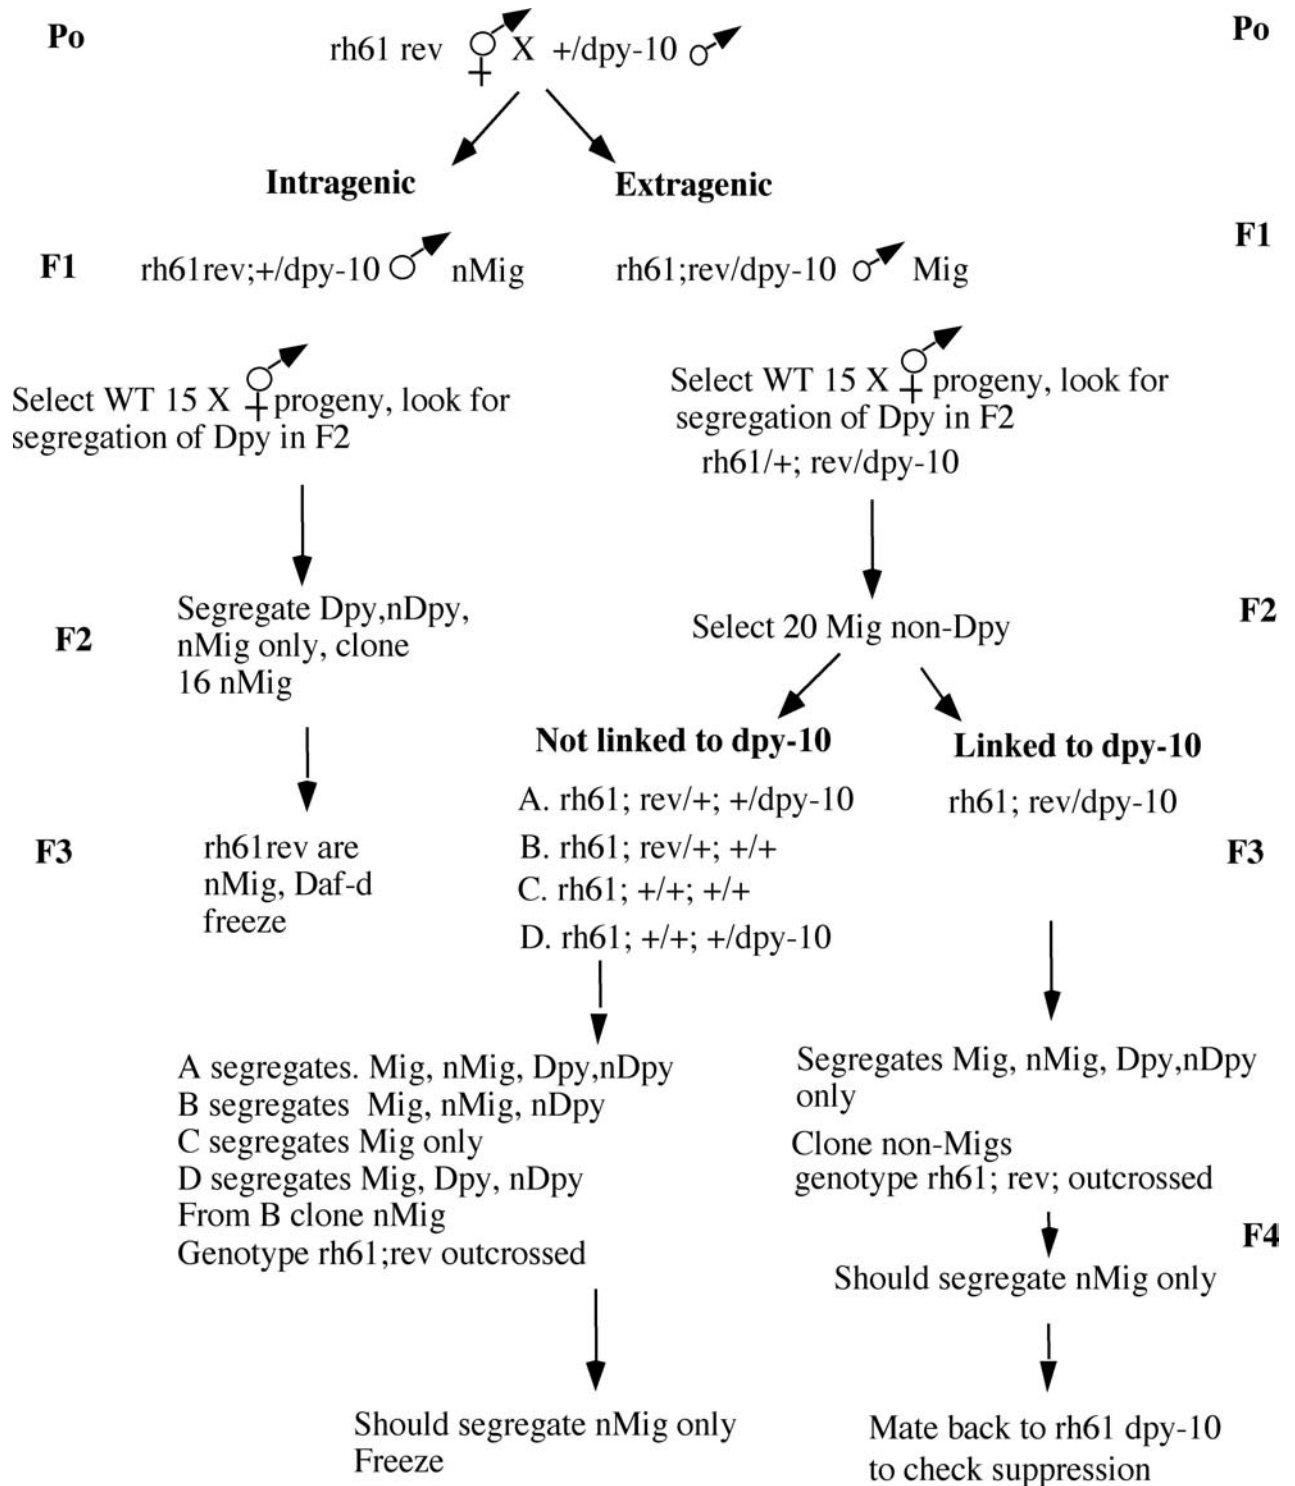 Po
Po
rh61 rev X +/dpy-10
Intragenic
Extragenic
F1
F1
rh61rev;+/dpy-10 nMig
rh61;rev/dpy-10 Mig
Select WT 15 X progeny, look for
segregation of Dpy in F2
Select WT 15 X progeny, look for
segregation of Dpy in F2
rh61/+; rev/dpy-10
F2
F2
Segregate Dpy,nDpy,
nMig only, clone
16 nMig
Select 20 Mig non-Dpy
Not linked to dpy-10
Linked to dpy-10
A. rh61; rev/+; +/dpy-10
B. rh61; rev/+; +/+
C. rh61; +/+; +/+
D. rh61; +/+; +/dpy-10
rh61; rev/dpy-10
F3
F3
rh61rev are
nMig, Daf-d
freeze
A segregates. Mig, nMig, Dpy,nDpy
B segregates Mig, nMig, nDpy
C segregates Mig only
D segregates Mig, Dpy, nDpy
From B clone nMig
Genotype rh61;rev outcrossed
Segregates Mig, nMig, Dpy,nDpy
only
Clone non-Migs
genotype rh61; rev; outcrossed
F4
Should segregate nMig only
Should segregate nMig only
Freeze
Mate back to rh61 dpy-10
to check suppression